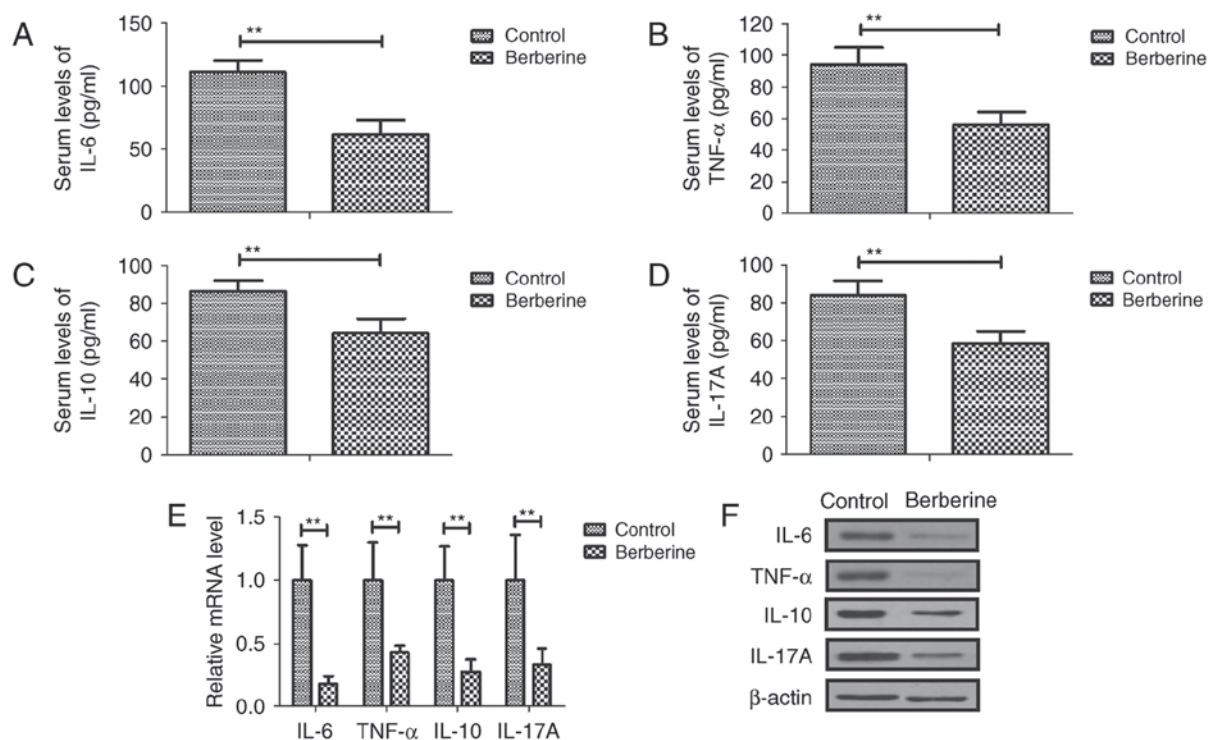 A
Serum levels of
IL-6 (pg/ml)
150
100
50
0
**
Control
Berberine
B
Serum levels of
TNF-α (pg/ml)
120
100
80
60
40
20
0
**
Control
Berberine
C
Serum levels of
IL-10 (pg/ml)
100
80
60
40
20
0
**
Control
Berberine
D
Serum levels of
IL-17A (pg/ml)
100
80
60
40
20
0
**
Control
Berberine
E
Relative mRNA level
1.5
1.0
0.5
0.0
** ** ** **
IL-6 TNF-α IL-10 IL-17A
Control
Berberine
F
Control Berberine
IL-6
TNF-α
IL-10
IL-17A
β-actin